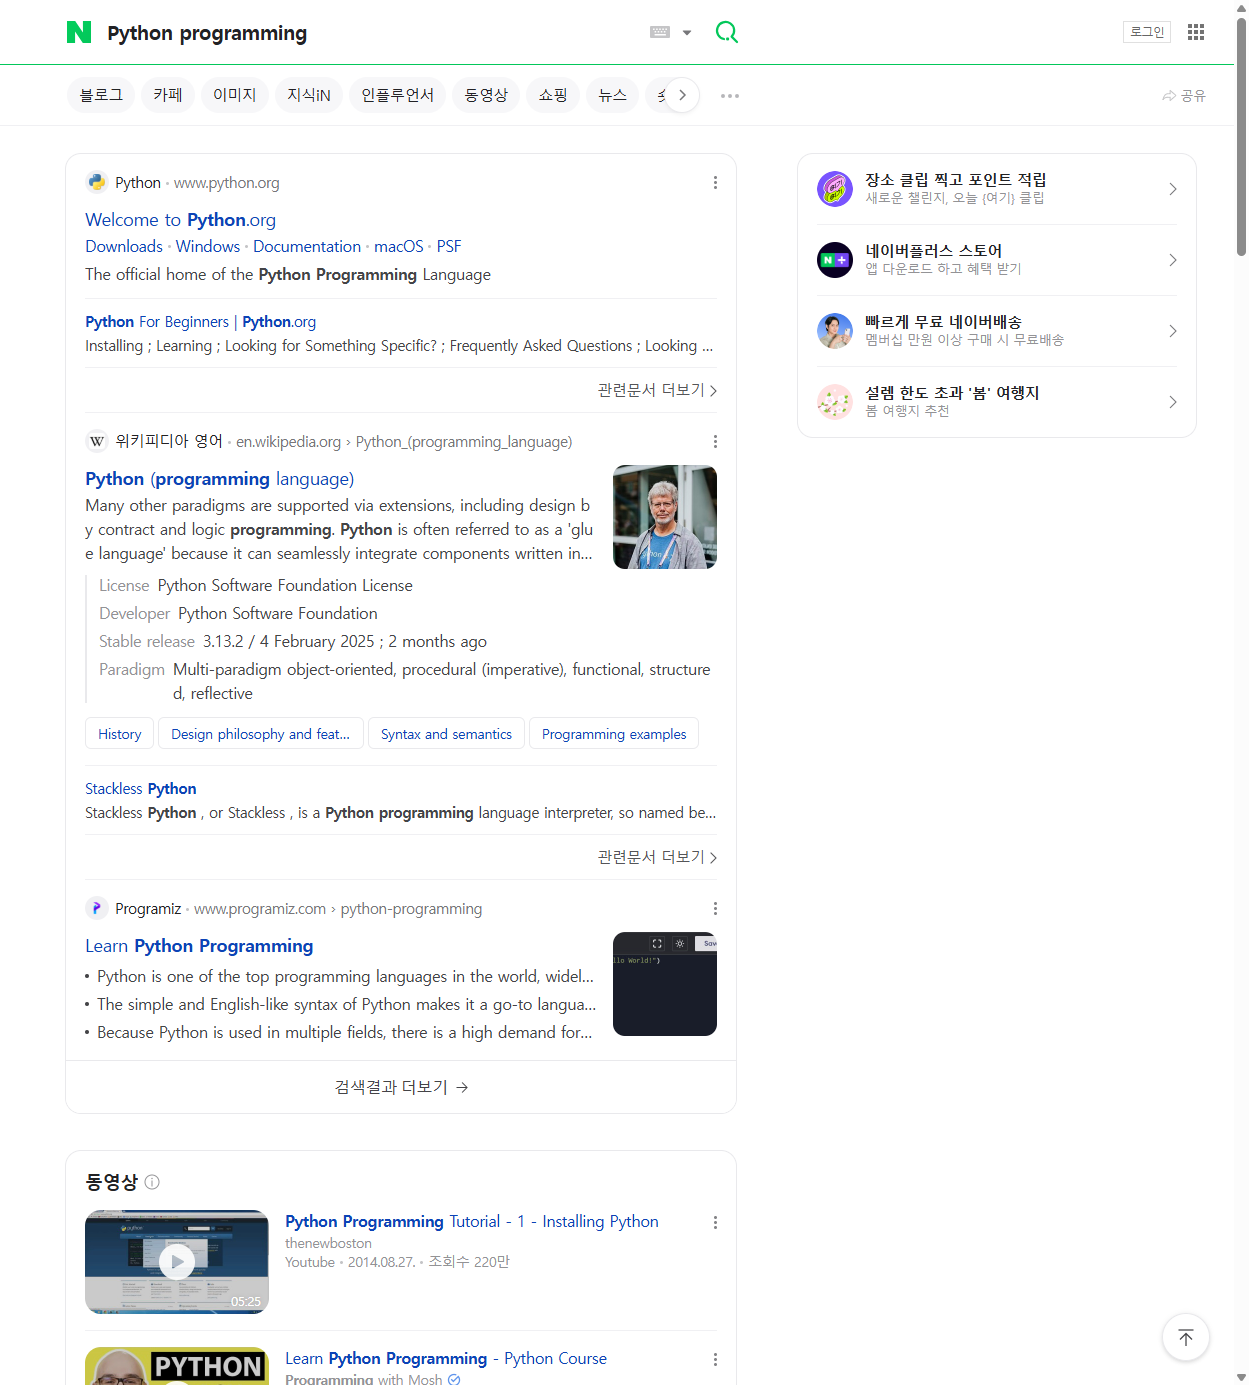 Python programming
로그인
블로그
카페
이미지
지식iN
인플루언서
동영상
쇼핑
뉴스
공유
Python · www.python.org
Welcome to Python.org
Downloads · Windows · Documentation · macOS · PSF
The official home of the Python Programming Language
Python For Beginners | Python.org
Installing ; Learning ; Looking for Something Specific? ; Frequently Asked Questions ; Looking ...
관련문서 더보기
위키피디아 영어 · en.wikipedia.org › Python_(programming_language)
Python (programming language)
Many other paradigms are supported via extensions, including design b
y contract and logic programming. Python is often referred to as a 'glu
e language' because it can seamlessly integrate components written in...
License Python Software Foundation License
Developer Python Software Foundation
Stable release 3.13.2 / 4 February 2025 ; 2 months ago
Paradigm Multi-paradigm object-oriented, procedural (imperative), functional, structure
d, reflective
History
Design philosophy and feat...
Syntax and semantics
Programming examples
Stackless Python
Stackless Python , or Stackless , is a Python programming language interpreter, so named be...
관련문서 더보기
Programiz · www.programiz.com › python-programming
Learn Python Programming
• Python is one of the top programming languages in the world, widel...
• The simple and English-like syntax of Python makes it a go-to langua...
• Because Python is used in multiple fields, there is a high demand for...
llo World!")
검색결과 더보기 →
동영상
05:25
Python Programming Tutorial - 1 - Installing Python
thenewboston
Youtube · 2014.08.27. · 조회수 220만
PYTHON
Learn Python Programming - Python Course
Programming with Mosh
장소 클립 찍고 포인트 적립
새로운 챌린지, 오늘 {여기} 클립
네이버플러스 스토어
앱 다운로드 하고 혜택 받기
빠르게 무료 네이버배송
멤버십 만원 이상 구매 시 무료배송
설렘 한도 초과 '봄' 여행지
봄 여행지 추천